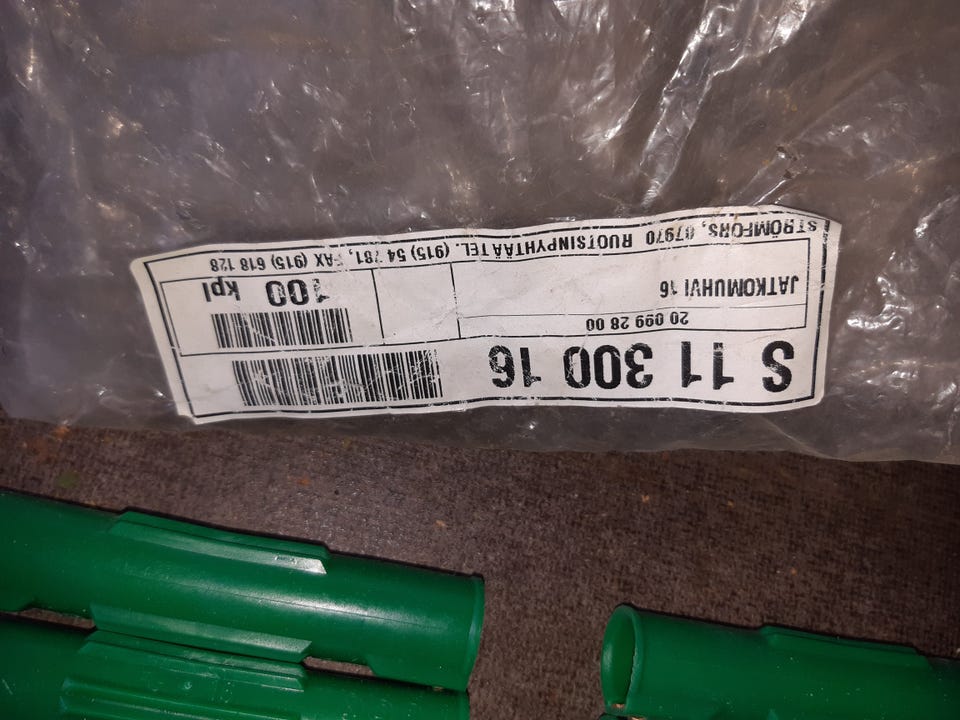 S 11 300 16
20 099 28 00
JATKOMUHVI 16
100 kpl
STRÖMFORS, 07970 RUOTSINPYHTÄÄ TEL. (915) 54 781, FAX (915) 618 128